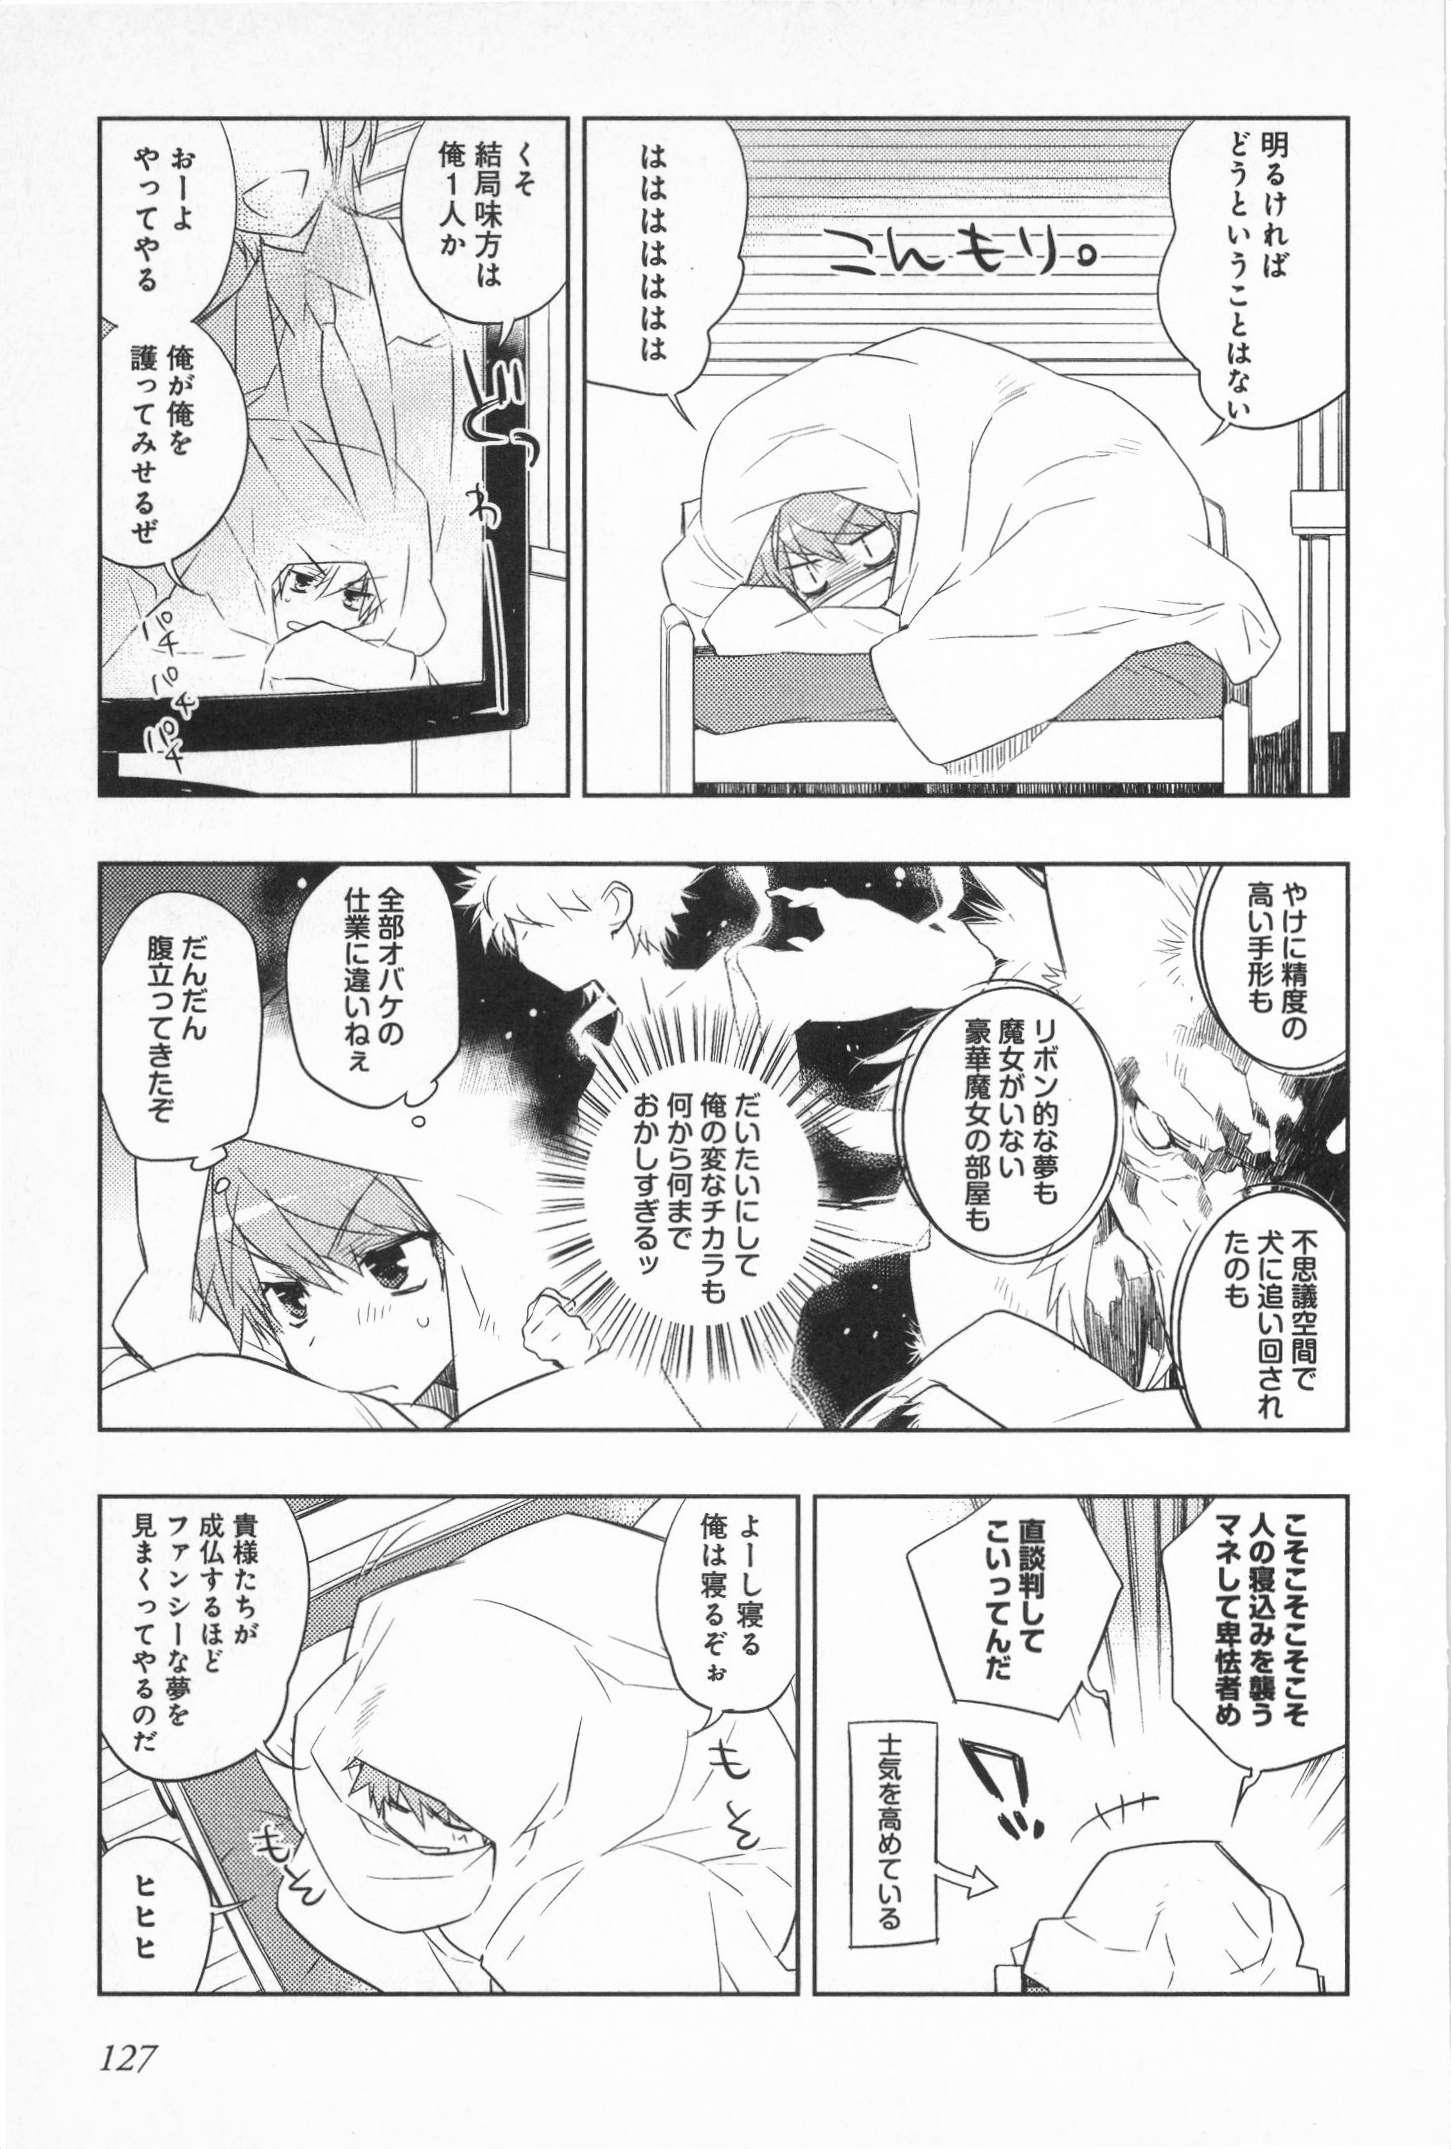 明るければ
どうということはない
こんもり。
はははははははは
くそ
結局味方は
俺1人か
どっ
わ
おーよ
やってやる
俺が俺を
護ってみせるぜ
パチ
パチ
パチ
やけに精度の
高い手形も
不思議空間で
犬に追い回され
たのも
リボン的な夢も
魔女がいない
豪華魔女の部屋も
だいたいにして
俺の変なチカラも
何から何まで
おかしすぎるッ
全部オバケの
仕業に違いねぇ
だんだん
腹立ってきたぞ
こそこそこそこそ
人の寝込みを襲う
マネして卑怯者め
直談判して
こいってんだ
士気を高めている
よーし寝る
俺は寝るぞぉ
もそ
もそ
貴様たちが
成仏するほど
ファンシーな夢を
見まくってやるのだ
ヒヒヒ
127